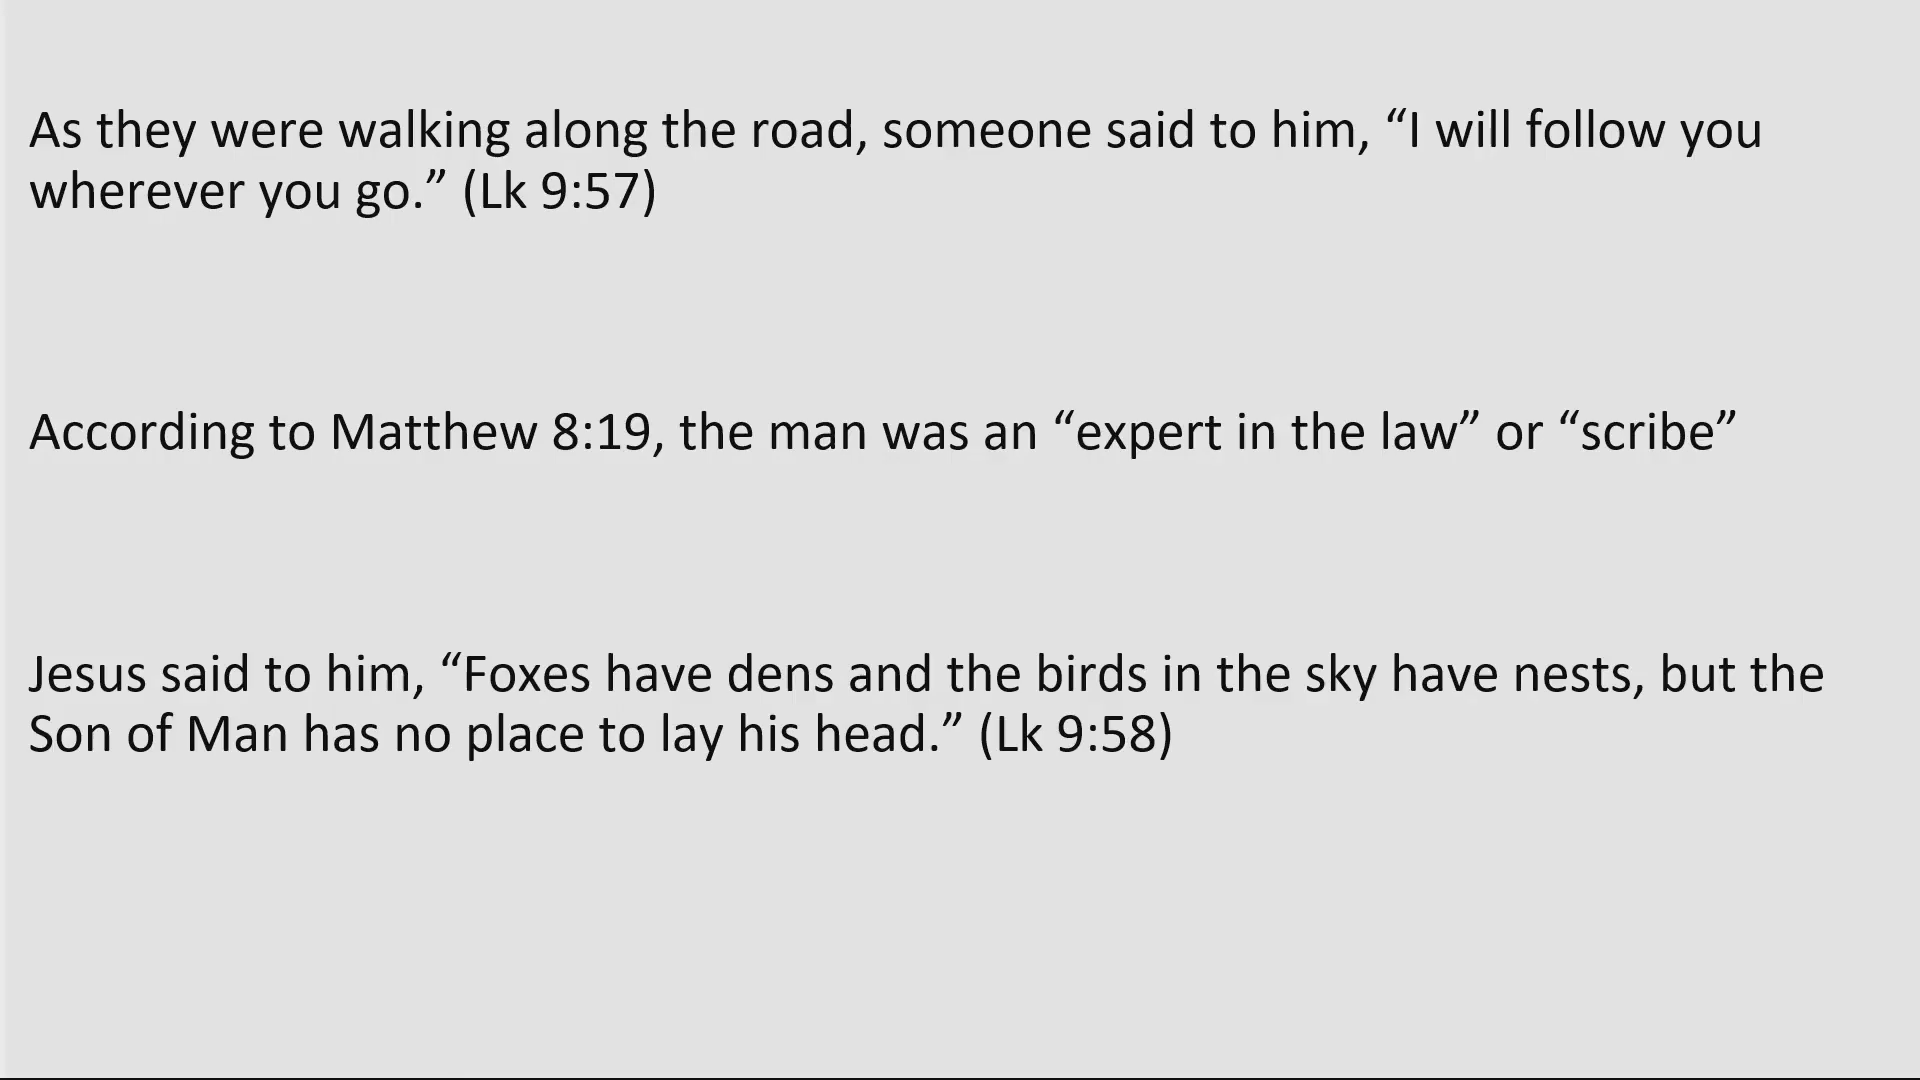 As they were walking along the road, someone said to him, “I will follow you
wherever you go.” (Lk 9:57)
According to Matthew 8:19, the man was an “expert in the law” or “scribe”
Jesus said to him, “Foxes have dens and the birds in the sky have nests, but the
Son of Man has no place to lay his head.” (Lk 9:58)